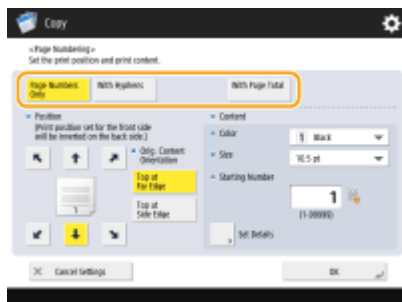 Copy
<Page Numbering>
Set the print position and print content.
Page Numbers
Only
With Hyphens
With Page Total
Position
(Print position set for the front side
will be inverted on the back side.)
Orig. Content
Orientation
Top at
Far Edge
Top at
Side Edge
1
Content
Color
1 Black
Size
10.5 pt
Starting Number
1
(1-99999)
Set Details
Cancel Settings
OK